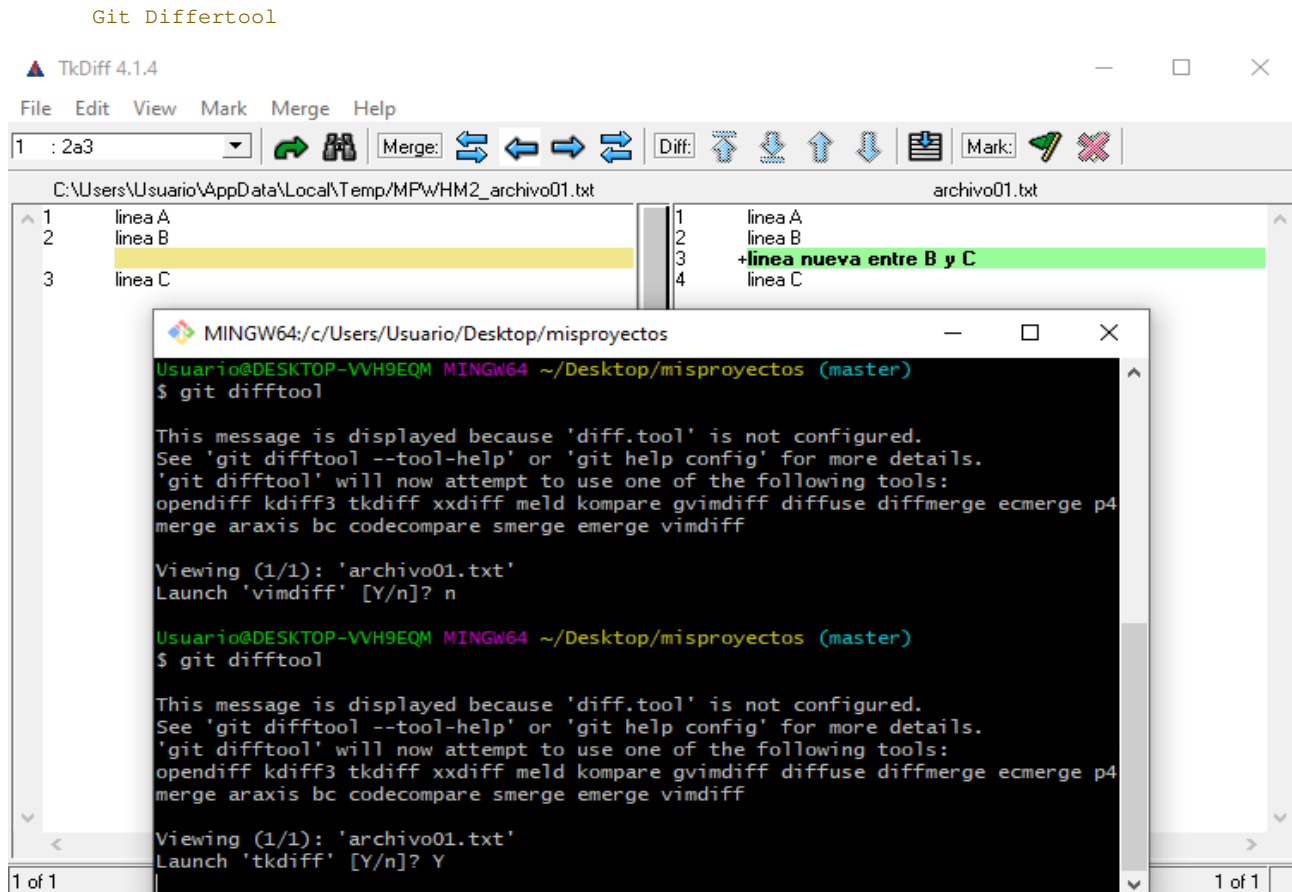 Git Differtool
TkDiff 4.1.4
File Edit View Mark Merge Help
1 : 2a3 Merge: Diff: Mark:
C:\Users\Usuario\AppData\Local\Temp/MPWHM2_archivo01.txt
1 linea A
2 linea B
3 linea C
archivo01.txt
1 linea A
2 linea B
3 +linea nueva entre B y C
4 linea C
MINGW64:/c/Users/Usuario/Desktop/misproyectos
Usuario@DESKTOP-VVH9EQM MINGW64 ~/Desktop/misproyectos (master)
$ git difftool
This message is displayed because 'diff.tool' is not configured.
See 'git difftool --tool-help' or 'git help config' for more details.
'git difftool' will now attempt to use one of the following tools:
opendiff kdiff3 tkdiff xxdiff meld kompare gvimdiff diffuse diffmerge ecmerge p4
merge araxis bc codecompare smerge emerge vimdiff
Viewing (1/1): 'archivo01.txt'
Launch 'vimdiff' [Y/n]? n
Usuario@DESKTOP-VVH9EQM MINGW64 ~/Desktop/misproyectos (master)
$ git difftool
This message is displayed because 'diff.tool' is not configured.
See 'git difftool --tool-help' or 'git help config' for more details.
'git difftool' will now attempt to use one of the following tools:
opendiff kdiff3 tkdiff xxdiff meld kompare gvimdiff diffuse diffmerge ecmerge p4
merge araxis bc codecompare smerge emerge vimdiff
Viewing (1/1): 'archivo01.txt'
Launch 'tkdiff' [Y/n]? Y
1 of 1
1 of 1